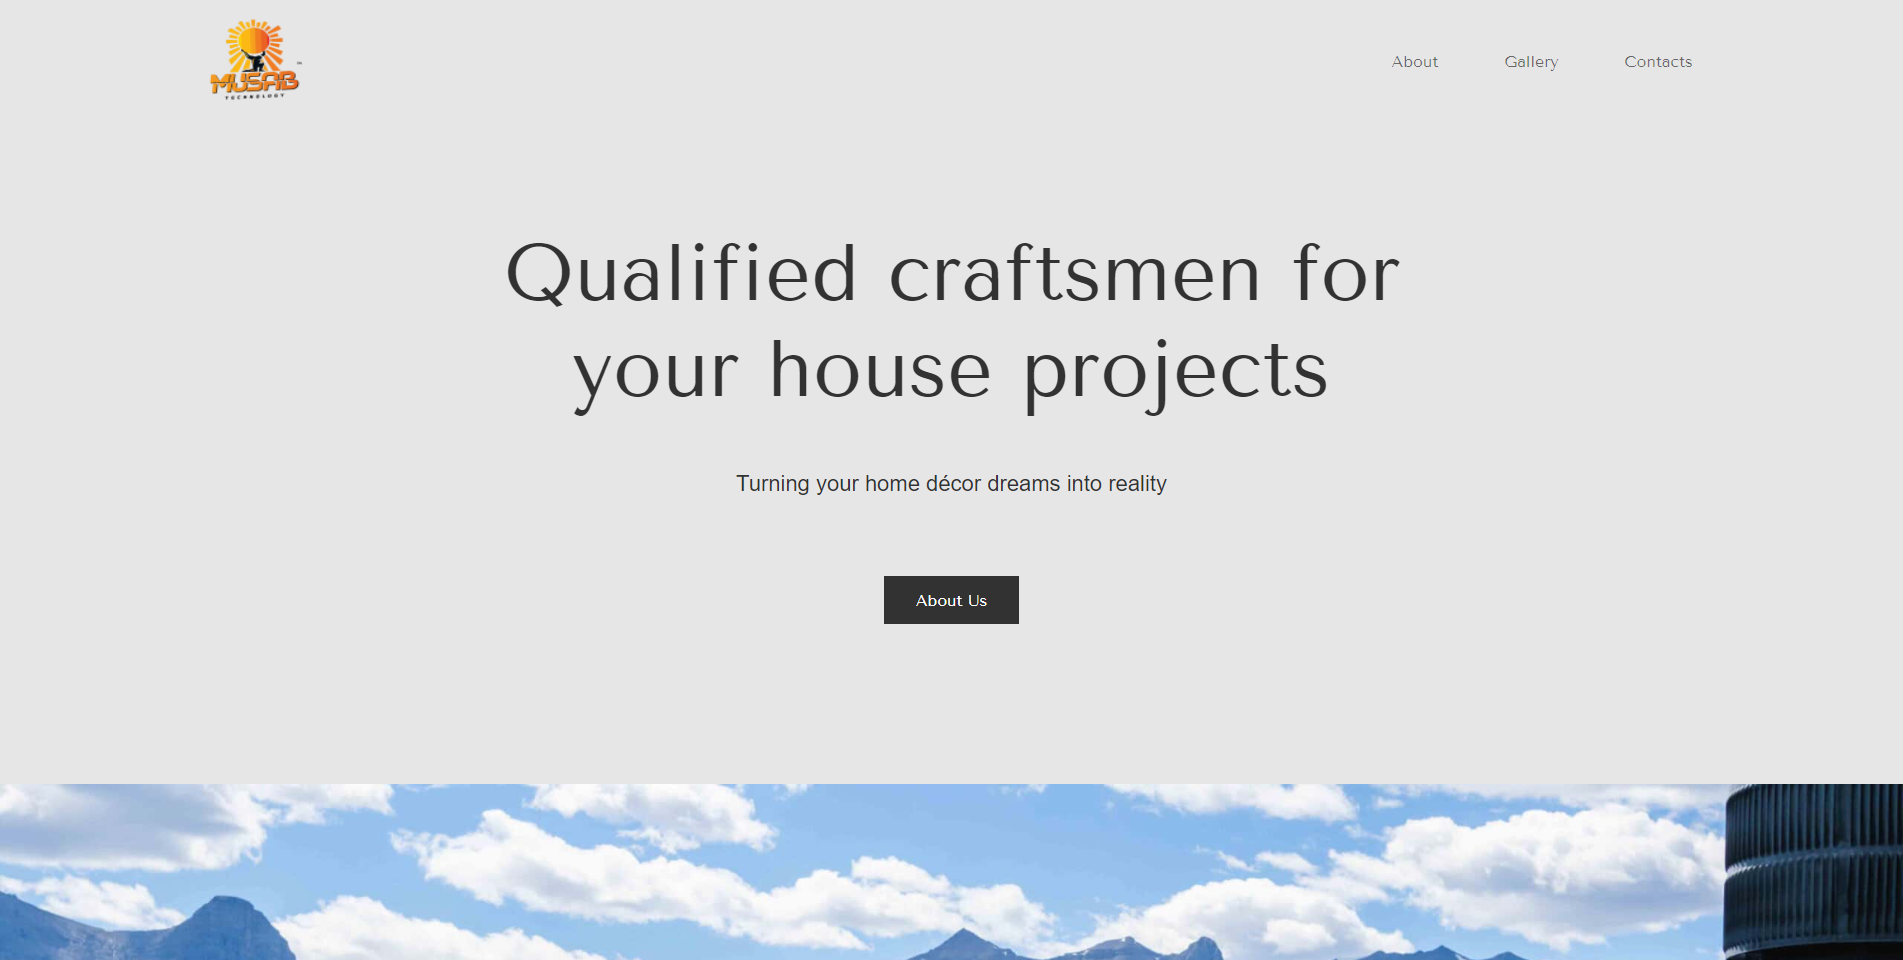 MUSAB
TECHNOLOGY
About
Gallery
Contacts
Qualified craftsmen for
your house projects
Turning your home décor dreams into reality
About Us